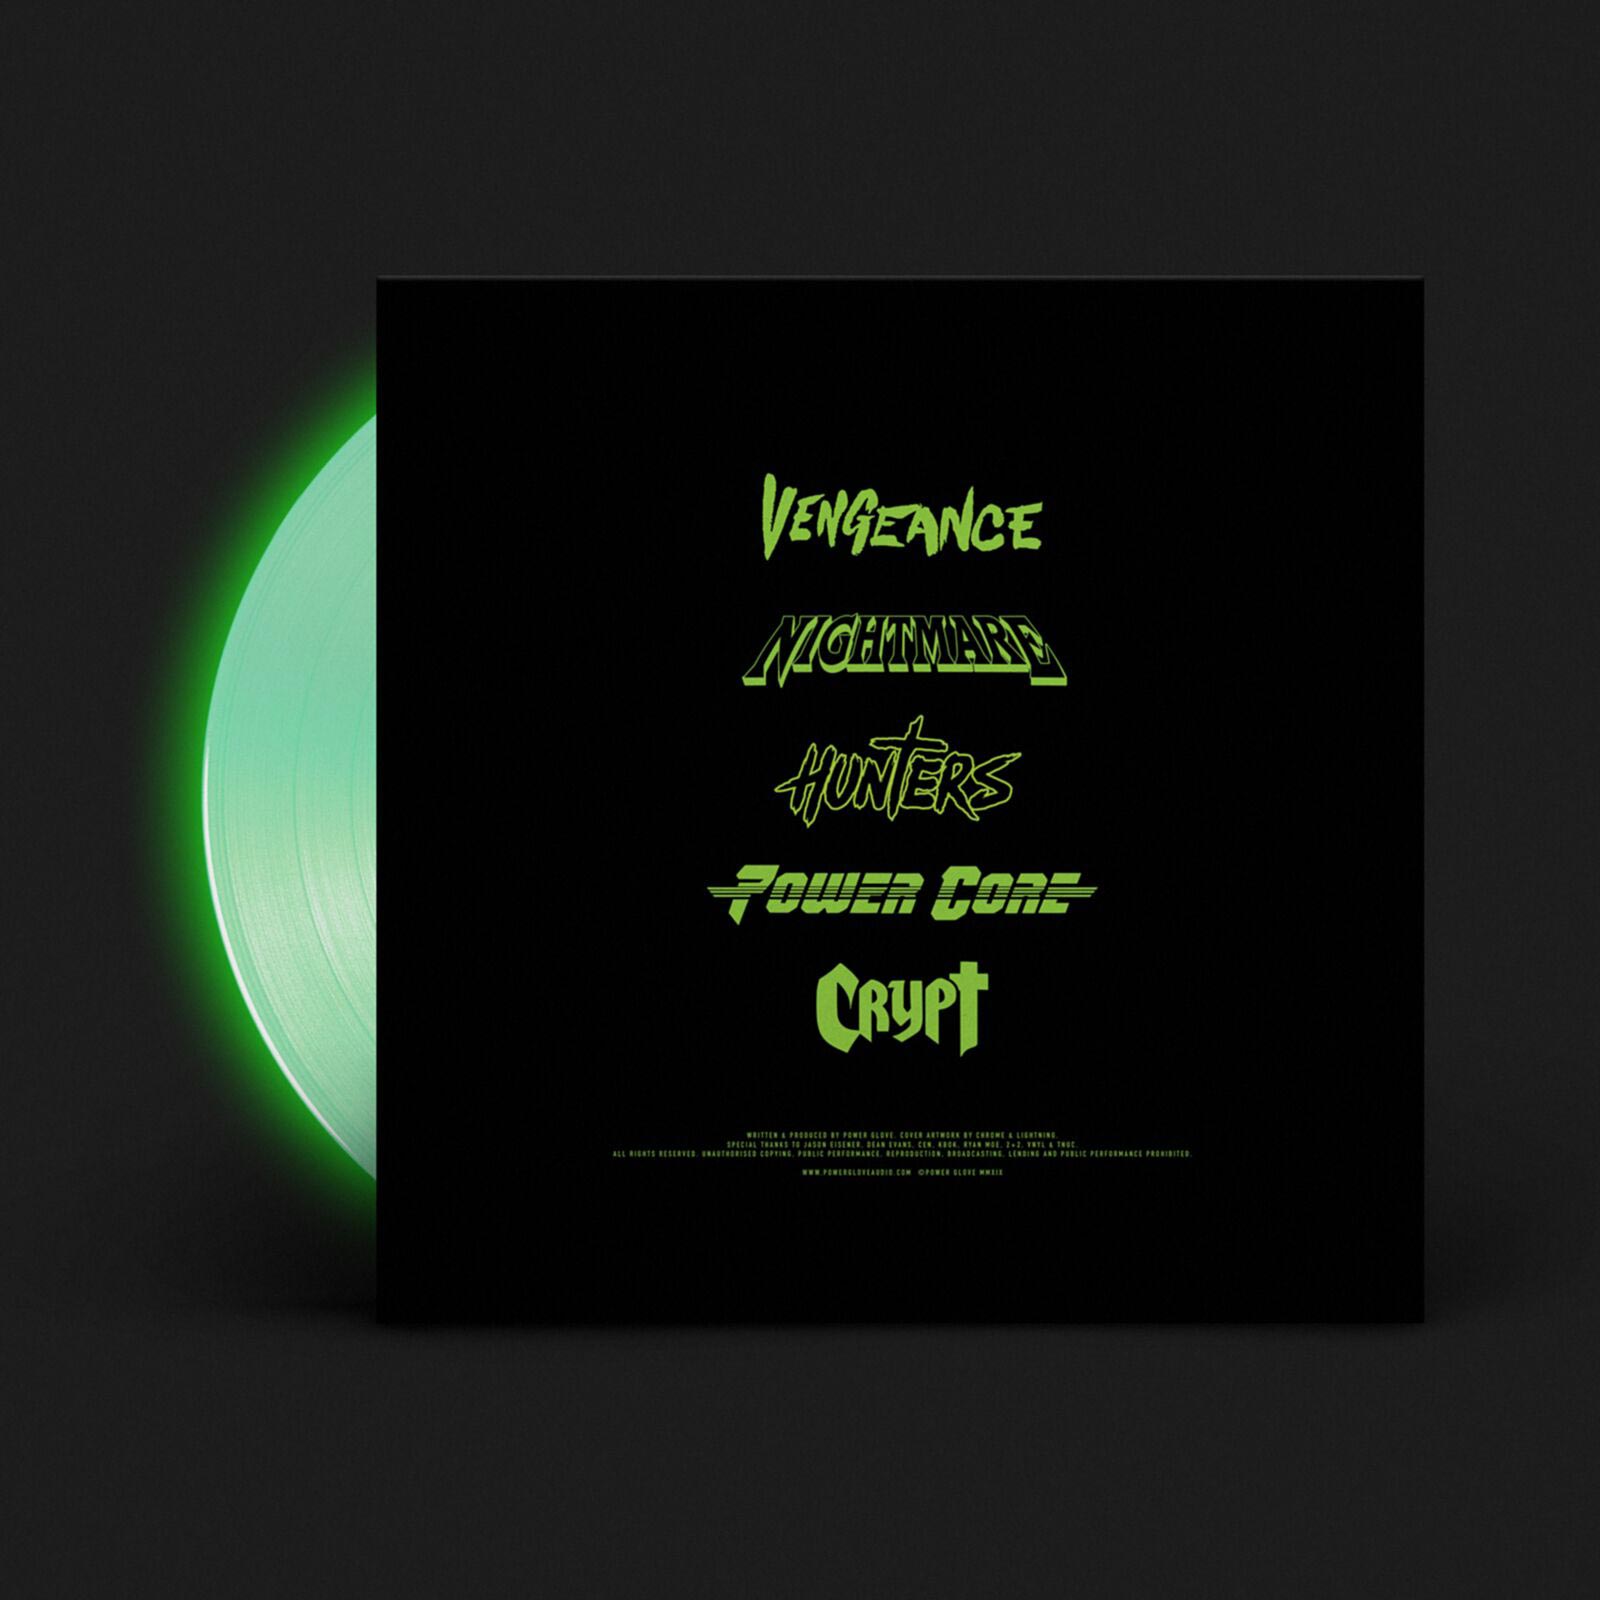 VENGEANCE
NIGHTMARE
HUNTERS
POWER CORE
CRYPT
WRITTEN & PRODUCED BY POWER GLOVE. COVER ARTWORK BY CHROME & LIGHTNING.
SPECIAL THANKS TO JASON EISENER, DEAN EVANS, CEN, KBOK, RYAN MOE, 2+2, VNYL & TNUC.
ALL RIGHTS RESERVED. UNAUTHORISED COPYING, PUBLIC PERFORMANCE, REPRODUCTION, BROADCASTING, LENDING AND PUBLIC PERFORMANCE PROHIBITED.
WWW.POWERGLOVEAUDIO.COM ©POWER GLOVE MMXIX